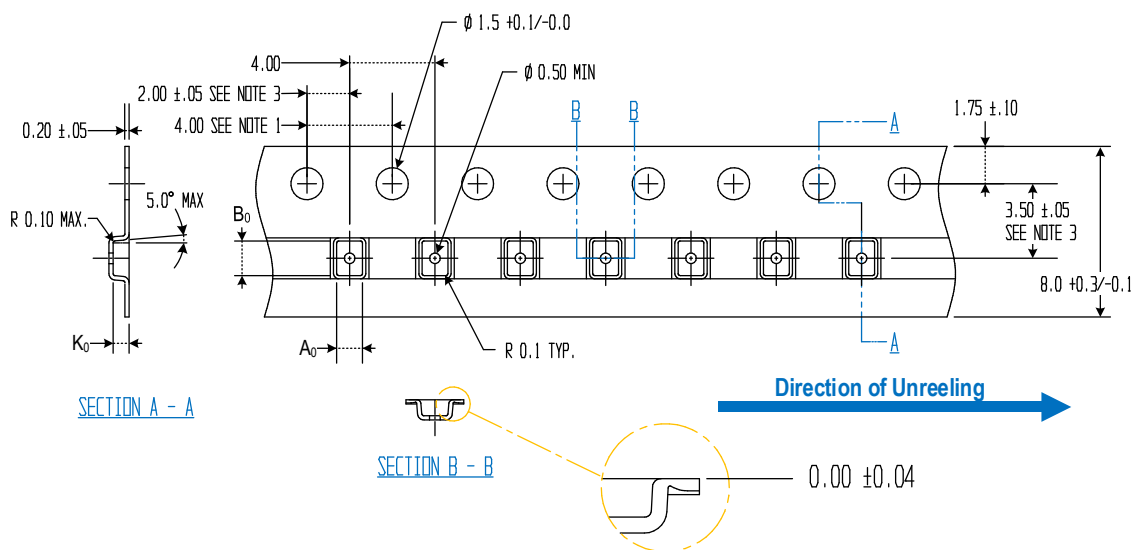 ϕ 1.5 +0.1/-0.0
4.00
ϕ 0.50 MIN
2.00 ±.05 SEE NOTE 3
B B
1.75 ±.10
0.20 ±.05
4.00 SEE NOTE 1
A
5.0° MAX
R 0.10 MAX.
B₀
3.50 ±.05
SEE NOTE 3
8.0 +0.3/-0.1
K₀
A₀
R 0.1 TYP.
A
SECTION A - A
Direction of Unreeling
SECTION B - B
0.00 ±0.04